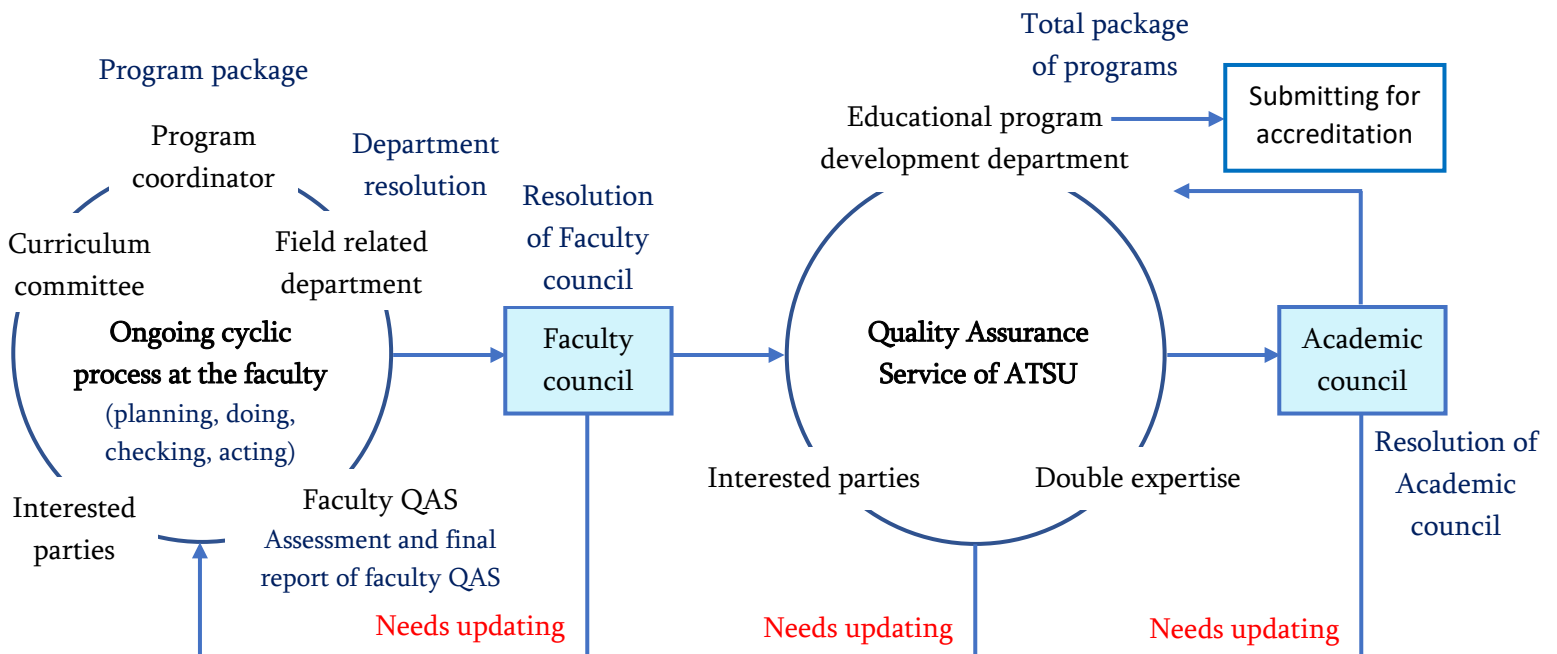 Program package
Program
coordinator
Department
resolution
Curriculum
committee
Field related
department
Ongoing cyclic
process at the faculty
(planning, doing,
checking, acting)
Interested
parties
Faculty QAS
Assessment and final
report of faculty QAS
Resolution
of Faculty
council
Faculty
council
Needs updating
Total package
of programs
Educational program
development department
Submitting for
accreditation
Quality Assurance
Service of ATSU
Interested parties
Double expertise
Needs updating
Academic
council
Resolution of
Academic
council
Needs updating